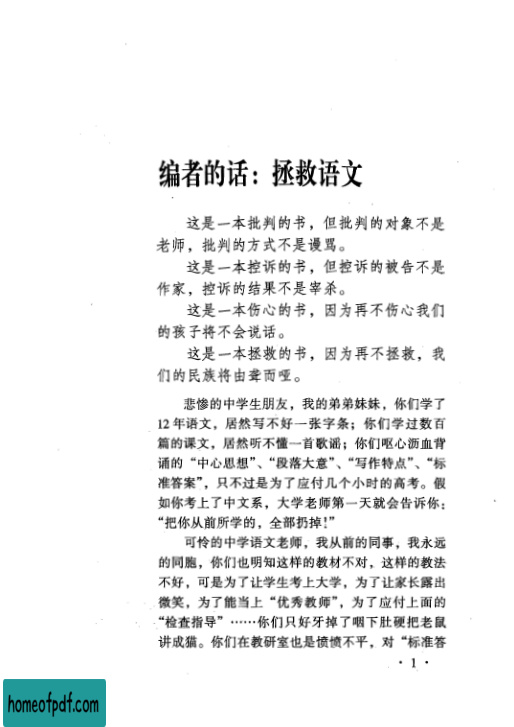 编者的话：拯救语文
这是一本批判的书，但批判的对象不是
老师，批判的方式不是谩骂。
这是一本控诉的书，但控诉的被告不是
作家，控诉的结果不是宰杀。
这是一本伤心的书，因为再不伤心我们
的孩子将不会说话。
这是一本拯救的书，因为再不拯救，我
们的民族将由聋而哑。
悲惨的中学生朋友，我的弟弟妹妹，你们学了
12年语文，居然写不好一张字条；你们学过数百
篇的课文，居然听不懂一首歌谣；你们呕心沥血背
诵的“中心思想”、“段落大意”、“写作特点”、“标
准答案”，只不过是为了应付几个小时的高考。假
如你考上了中文系，大学老师第一天就会告诉你：
“把你从前所学的，全部扔掉！”
可怜的中学语文老师，我从前的同事，我永远
的同胞，你们也明知这样的教材不对，这样的教法
不好，可是为了让学生考上大学，为了让家长露出
微笑，为了能当上“优秀教师”，为了应付上面的
“检查指导”……你们只好牙掉了咽下肚硬把老鼠
讲成猫。你们在教研室也是愤愤不平，对“标准答
·1·
homeofpdf.com